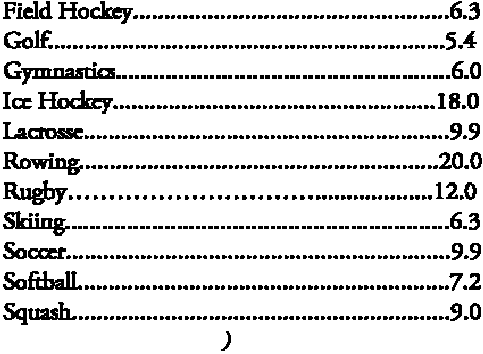 Field Hockey..................................................6.3
Golf................................................................5.4
Gymnastics.....................................................6.0
Ice Hockey...................................................18.0
Lacrosse..........................................................9.9
Rowing.........................................................20.0
Rugby..........................................................12.0
Skiing.............................................................6.3
Soccer.............................................................9.9
Softball...........................................................7.2
Squash............................................................9.0
)